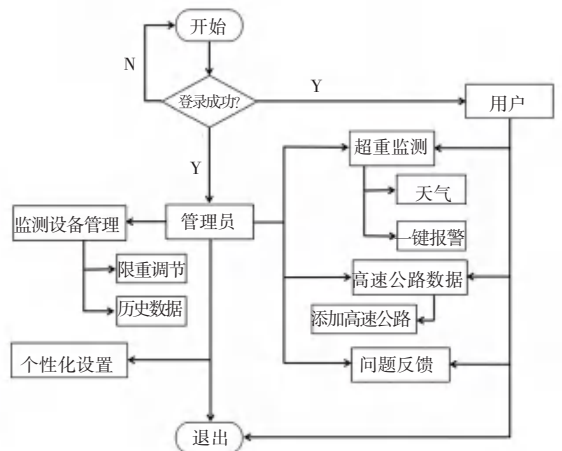 开始
N
登录成功?
Y
用户
Y
超重监测
天气
监测设备管理
管理员
一键报警
限重调节
高速公路数据
历史数据
添加高速公路
个性化设置
问题反馈
退出